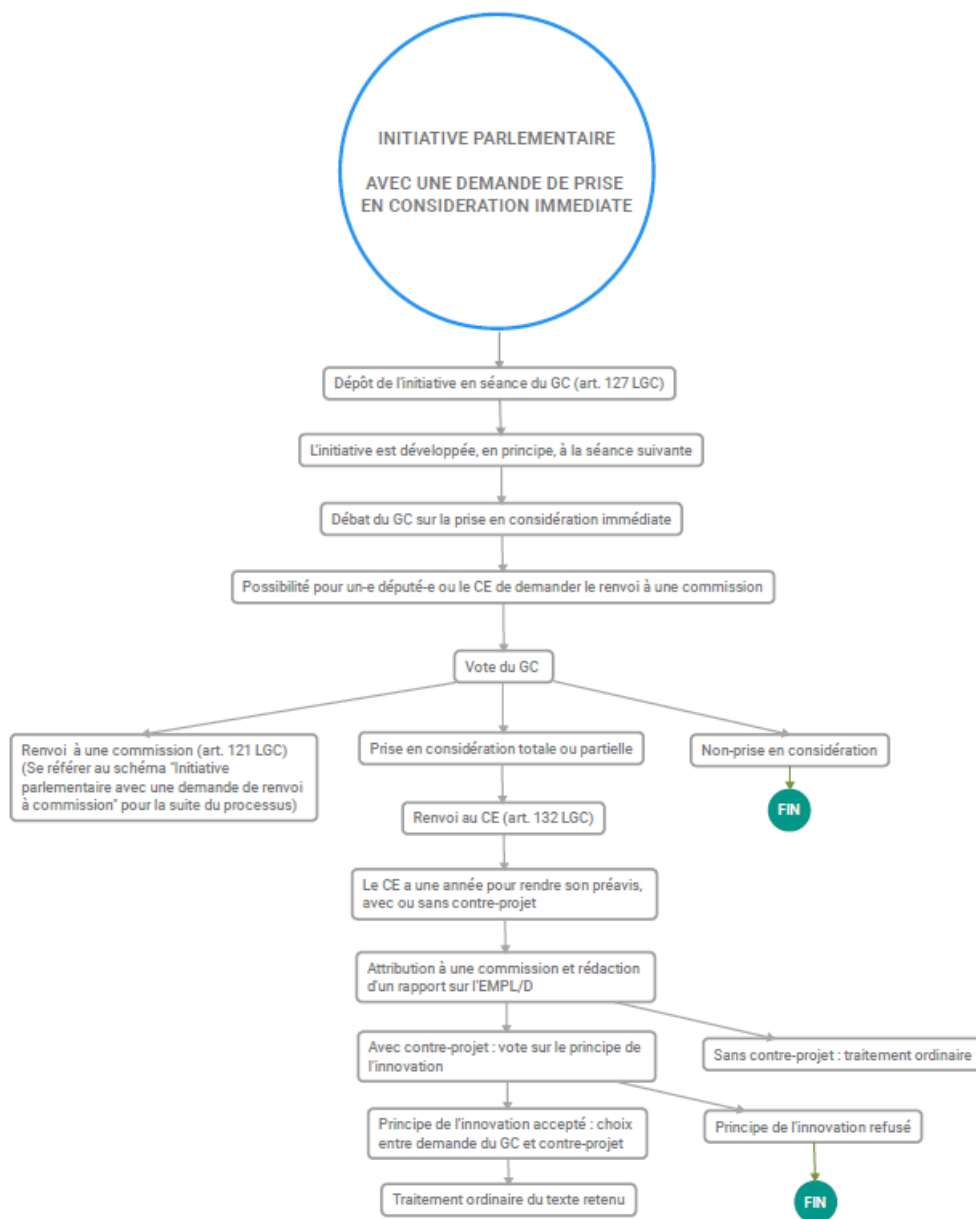 INITIATIVE PARLEMENTAIRE
AVEC UNE DEMANDE DE PRISE
EN CONSIDERATION IMMEDIATE
Dépôt de l'initiative en séance du GC (art. 127 LGC)
L'initiative est développée, en principe, à la séance suivante
Débat du GC sur la prise en considération immédiate
Possibilité pour un-e député-e ou le CE de demander le renvoi à une commission
Vote du GC
Renvoi à une commission (art. 121 LGC)
(Se référer au schéma "Initiative
parlementaire avec une demande de renvoi
à commission" pour la suite du processus)
Prise en considération totale ou partielle
Non-prise en considération
FIN
Renvoi au CE (art. 132 LGC)
Le CE a une année pour rendre son préavis,
avec ou sans contre-projet
Attribution à une commission et rédaction
d'un rapport sur l'EMPL/D
Avec contre-projet : vote sur le principe de
l'innovation
Sans contre-projet : traitement ordinaire
Principe de l'innovation accepté : choix
entre demande du GC et contre-projet
Principe de l'innovation refusé
Traitement ordinaire du texte retenu
FIN